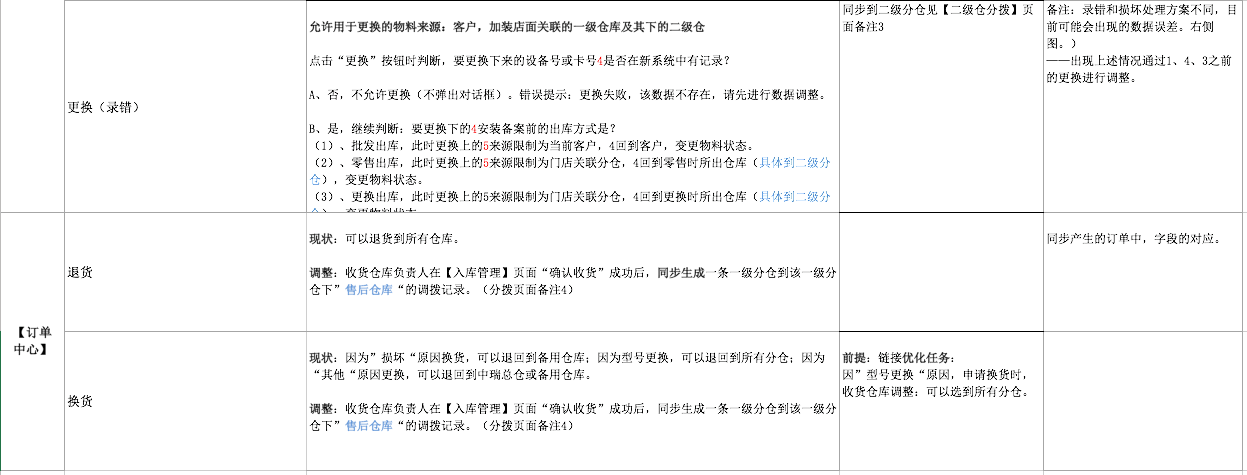 更换（录错）
允许用于更换的物料来源：客户，加装店面关联的一级仓库及其下的二级仓
点击“更换”按钮时判断，要更换下来的设备号或卡号4是否在新系统中有记录？
A、否，不允许更换（不弹出对话框）。错误提示：更换失败，该数据不存在，请先进行数据调整。
B、是，继续判断：要更换下的4安装备案前的出库方式是？
（1）、批发出库，此时更换上的5来源限制为当前客户，4回到客户，变更物料状态。
（2）、零售出库，此时更换上的5来源限制为门店关联分仓，4回到零售时所出仓库（具体到二级分
仓），变更物料状态。
（3）、更换出库，此时更换上的5来源限制为门店关联分仓，4回到更换时所出仓库（具体到二级分
同步到二级分仓见【二级仓分拨】页
面备注3
备注：录错和损坏处理方案不同，目
前可能会出现的数据误差。右侧
图。）
——出现上述情况通过1、4、3之前
的更换进行调整。
【订单
中心】
退货
现状：可以退货到所有仓库。
调整：收货仓库负责人在【入库管理】页面“确认收货”成功后，同步生成一条一级分仓到该一级分
仓下”售后仓库“的调拨记录。（分拨页面备注4）
同步产生的订单中，字段的对应。
换货
现状：因为”损坏“原因换货，可以退回到备用仓库；因为型号更换，可以退回到所有分仓；因为
“其他“原因更换，可以退回到中瑞总仓或备用仓库。
调整：收货仓库负责人在【入库管理】页面“确认收货”成功后，同步生成一条一级分仓到该一级分
仓下”售后仓库“的调拨记录。（分拨页面备注4）
前提：链接优化任务：
因”型号更换“原因，申请换货时，
收货仓库调整：可以选到所有分仓。